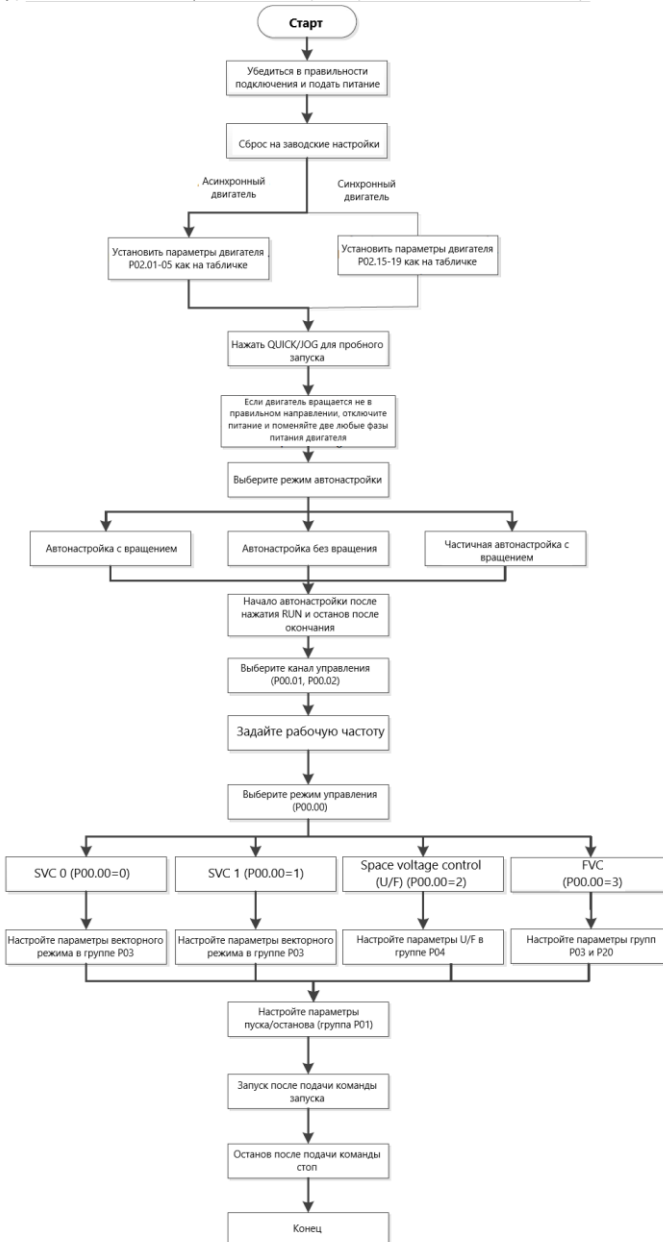 Старт
Убедиться в правильности
подключения и подать питание
Сброс на заводские настройки
Асинхронный
двигатель
Синхронный
двигатель
Установить параметры двигателя
P02.01-05 как на табличке
Установить параметры двигателя
P02.15-19 как на табличке
Нажать QUICK/JOG для пробного
запуска
Если двигатель вращается не в
правильном направлении, отключите
питание и поменяйте две любые фазы
питания двигателя
Выберите режим автонастройки
Автонастройка с вращением
Автонастройка без вращения
Частичная автонастройка с
вращением
Начало автонастройки после
нажатия RUN и останов после
окончания
Выберите канал управления
(P00.01, P00.02)
Задайте рабочую частоту
Выберите режим управления
(P00.00)
SVC 0 (P00.00=0)
SVC 1 (P00.00=1)
Space voltage control
(U/F) (P00.00=2)
FVC
(P00.00=3)
Настройте параметры векторного
режима в группе P03
Настройте параметры векторного
режима в группе P03
Настройте параметры U/F в
группе P04
Настройте параметры групп
P03 и P20
Настройте параметры
пуска/останова (группа P01)
Запуск после подачи команды
запуска
Останов после подачи команды
стоп
Конец